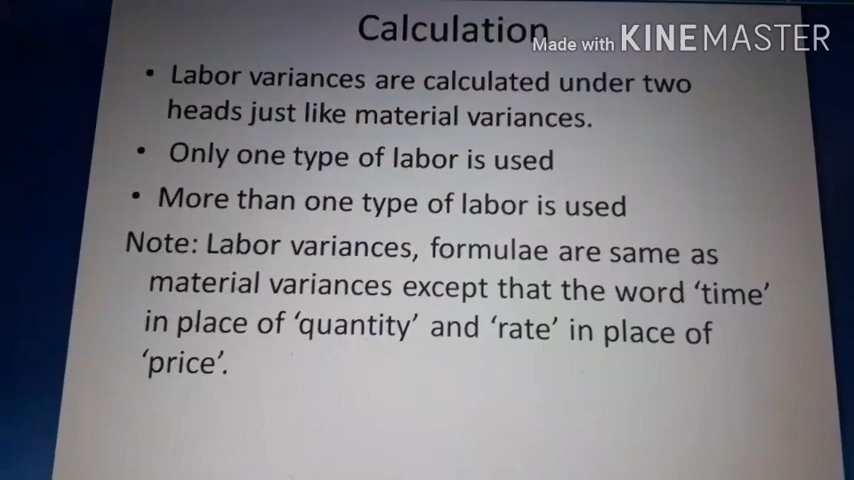 Calculation
Made with KINEMASTER
• Labor variances are calculated under two
heads just like material variances.
• Only one type of labor is used
• More than one type of labor is used
Note: Labor variances, formulae are same as
material variances except that the word ‘time’
in place of ‘quantity’ and ‘rate’ in place of
‘price’.